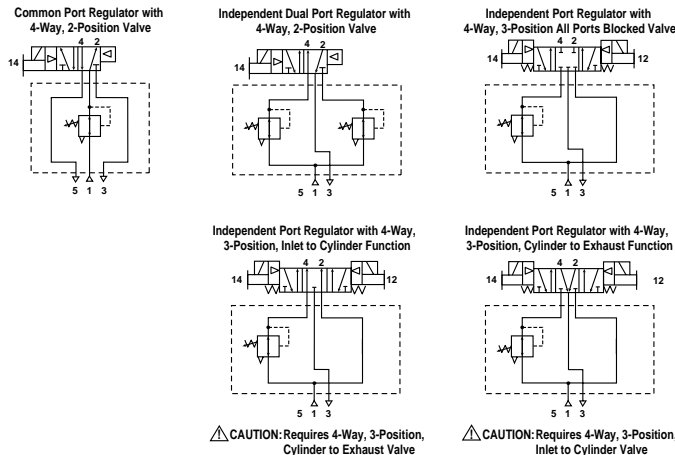 Common Port Regulator with
4-Way, 2-Position Valve
4 2
14
5 1 3
Independent Dual Port Regulator with
4-Way, 2-Position Valve
4 2
14
5 1 3
Independent Port Regulator with
4-Way, 3-Position All Ports Blocked Valve
4 2
14
12
5 1 3
Independent Port Regulator with 4-Way,
3-Position, Inlet to Cylinder Function
4 2
14
12
5 1 3
⚠ CAUTION: Requires 4-Way, 3-Position,
Cylinder to Exhaust Valve
Independent Port Regulator with 4-Way,
3-Position, Cylinder to Exhaust Function
4 2
14
12
5 1 3
⚠ CAUTION: Requires 4-Way, 3-Position,
Inlet to Cylinder Valve